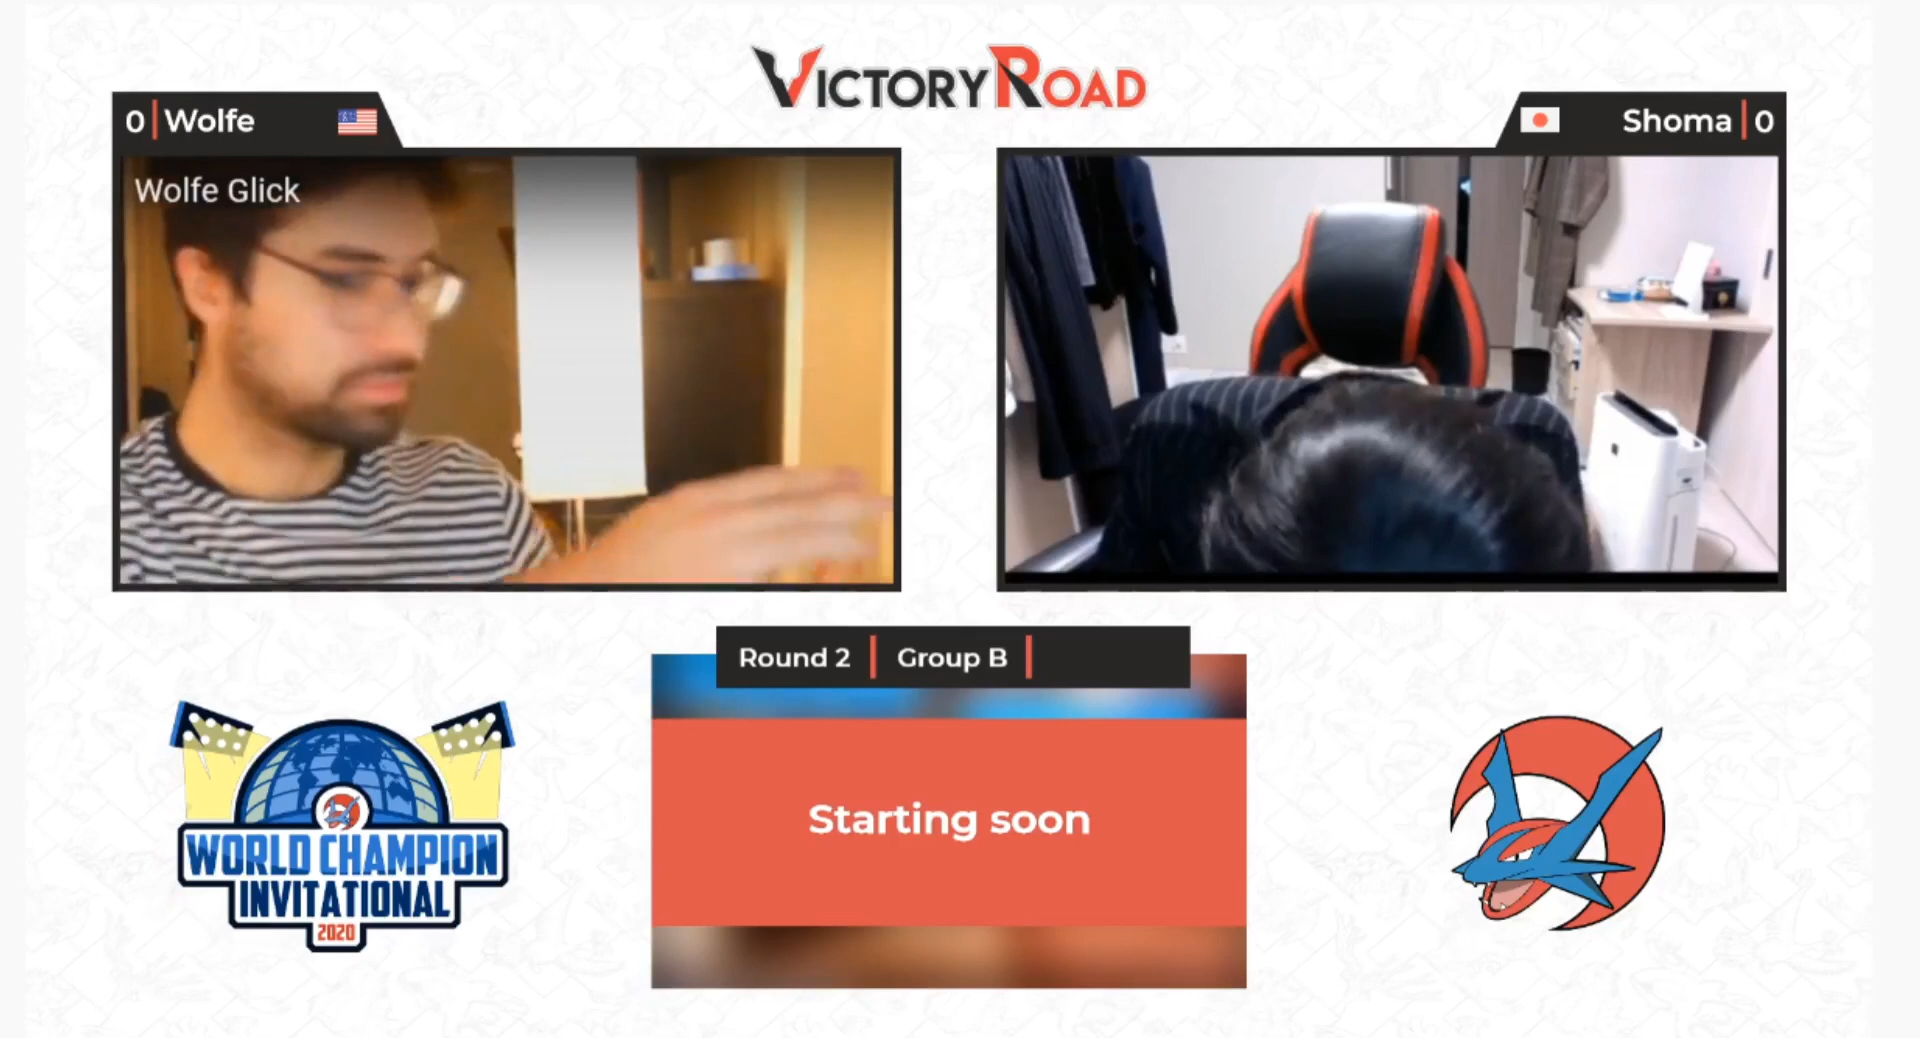 VICTORY ROAD
0 Wolfe
Shoma 0
Wolfe Glick
Round 2 Group B
Starting soon
WORLD CHAMPION
INVITATIONAL
2020